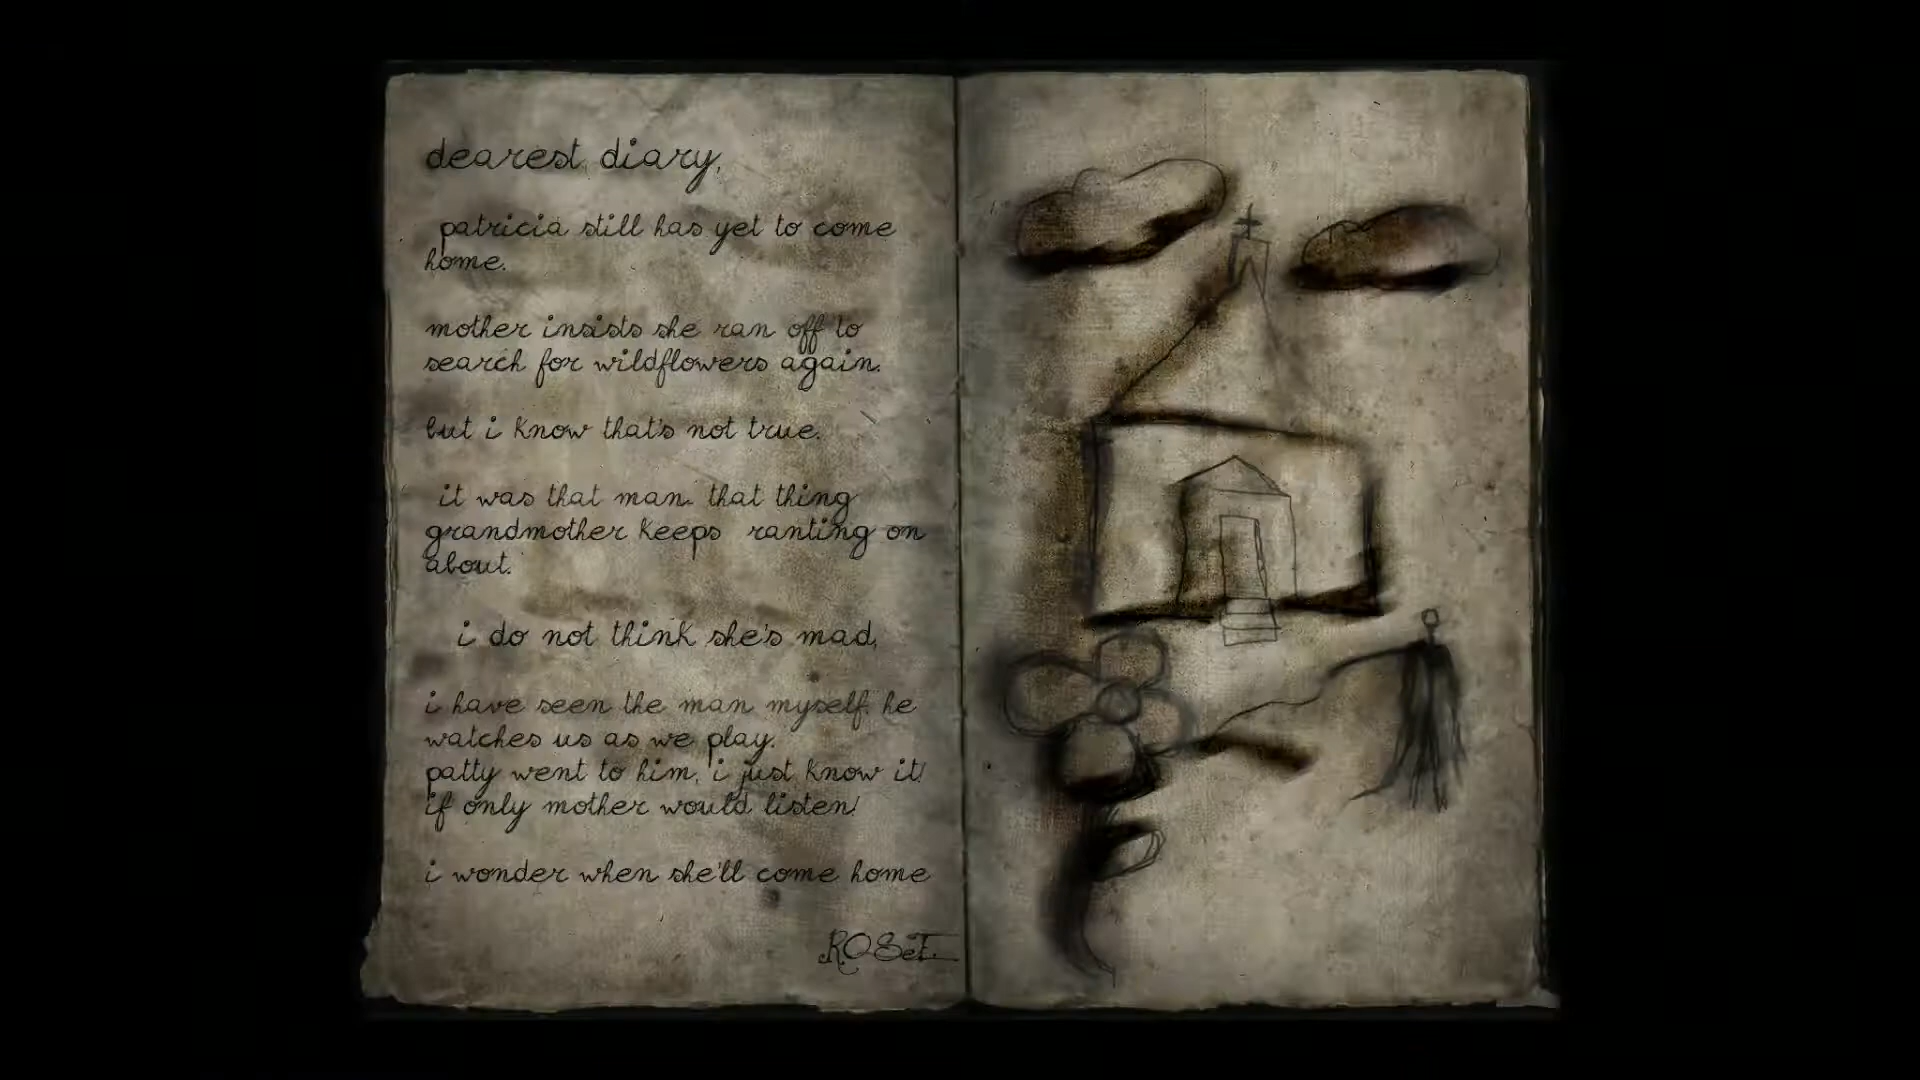 dearest diary,
patricia still has yet to come
home.
mother insists she ran off to
search for wildflowers again.
but i know that's not true.
it was that man. that thing
grandmother keeps ranting on
about.
i do not think she's mad,
i have seen the man myself. he
watches us as we play.
patty went to him, i just know it!
if only mother would listen!
i wonder when she'll come home